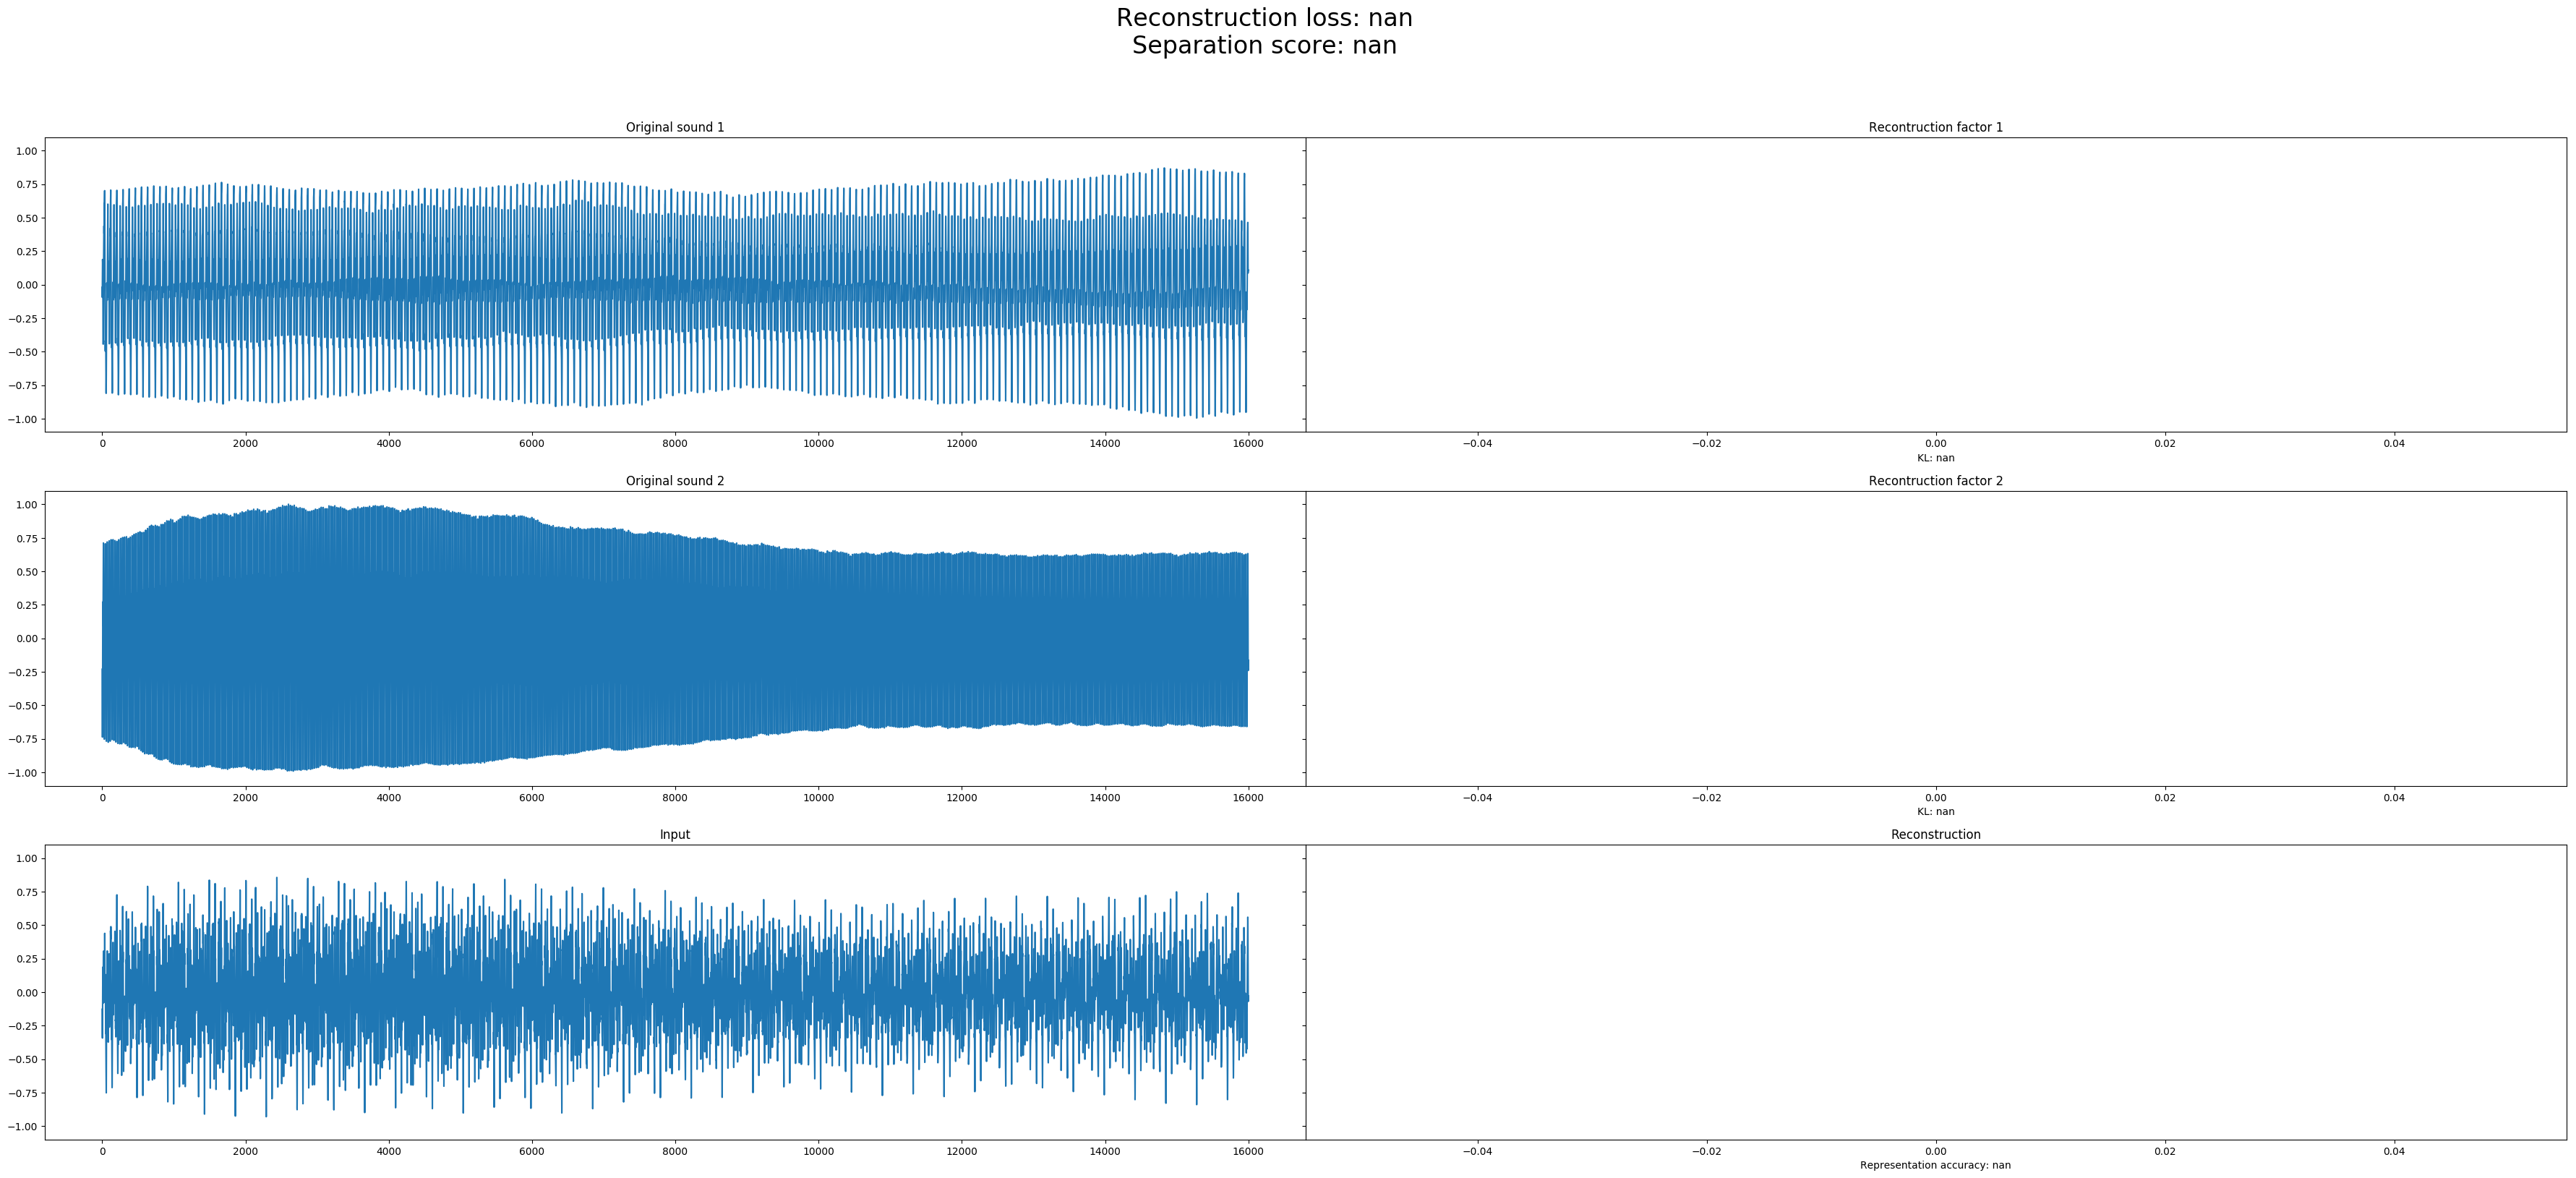 Reconstruction loss: nan
Separation score: nan
Original sound 1
Recontruction factor 1
1.00
0.75
0.50
0.25
0.00
−0.25
−0.50
−0.75
−1.00
0 2000 4000 6000 8000 10000 12000 14000 16000
−0.04 −0.02 0.00 0.02 0.04
KL: nan
Original sound 2
Recontruction factor 2
1.00
0.75
0.50
0.25
0.00
−0.25
−0.50
−0.75
−1.00
0 2000 4000 6000 8000 10000 12000 14000 16000
−0.04 −0.02 0.00 0.02 0.04
KL: nan
Input
Reconstruction
1.00
0.75
0.50
0.25
0.00
−0.25
−0.50
−0.75
−1.00
0 2000 4000 6000 8000 10000 12000 14000 16000
−0.04 −0.02 0.00 0.02 0.04
Representation accuracy: nan